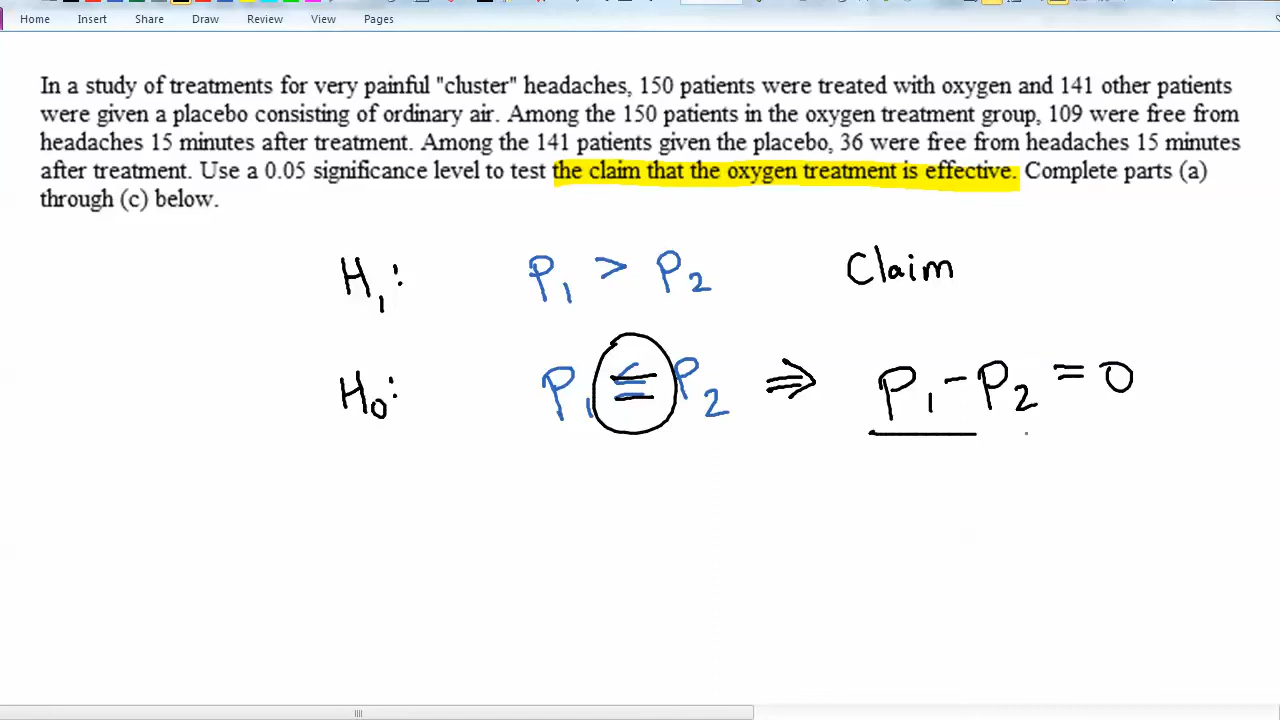 Home Insert Share Draw Review View Pages
In a study of treatments for very painful "cluster" headaches, 150 patients were treated with oxygen and 141 other patients
were given a placebo consisting of ordinary air. Among the 150 patients in the oxygen treatment group, 109 were free from
headaches 15 minutes after treatment. Among the 141 patients given the placebo, 36 were free from headaches 15 minutes
after treatment. Use a 0.05 significance level to test the claim that the oxygen treatment is effective. Complete parts (a)
through (c) below.
H₁: P₁ > P₂ Claim
H₀: P₁ ≤ P₂ ⇒ P₁ - P₂ = 0